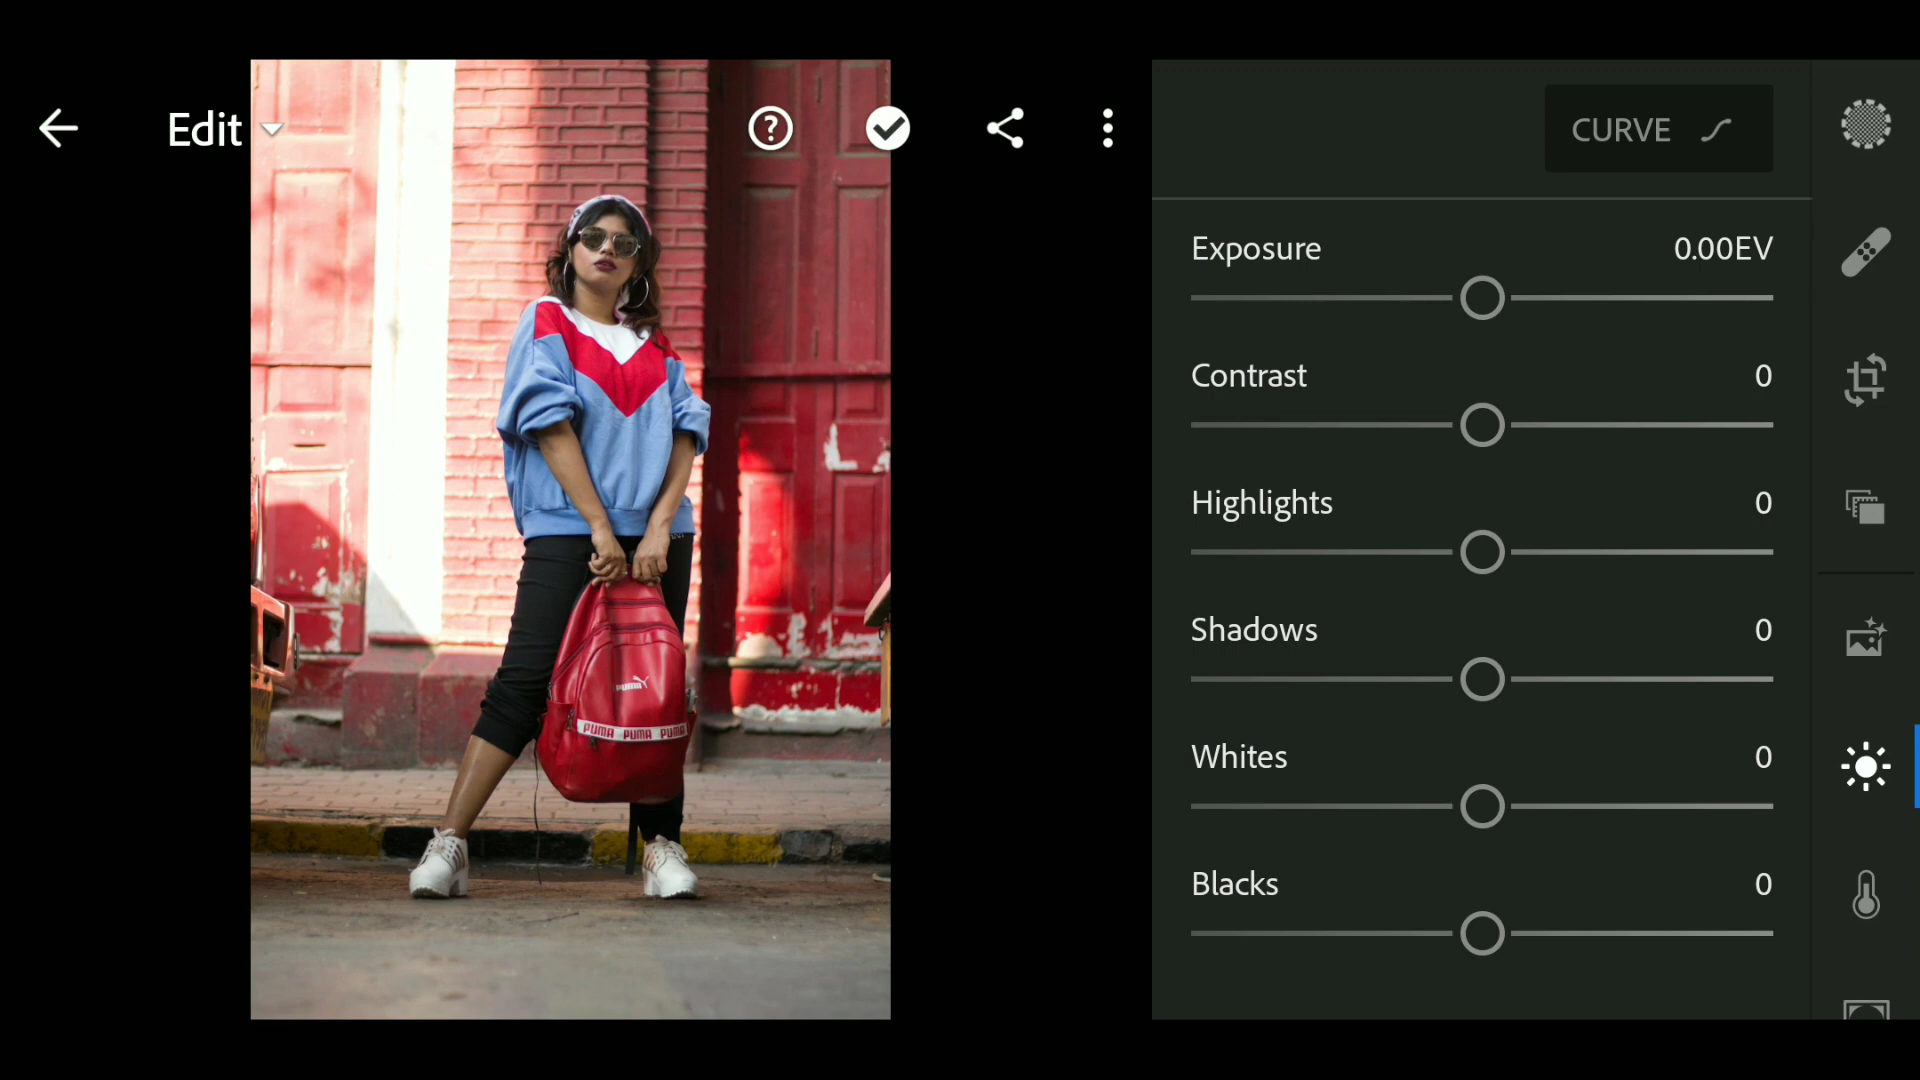 Edit
CURVE
Exposure 0.00EV
Contrast 0
Highlights 0
Shadows 0
Whites 0
Blacks 0
PUMA
PUMA PUMA PUMA